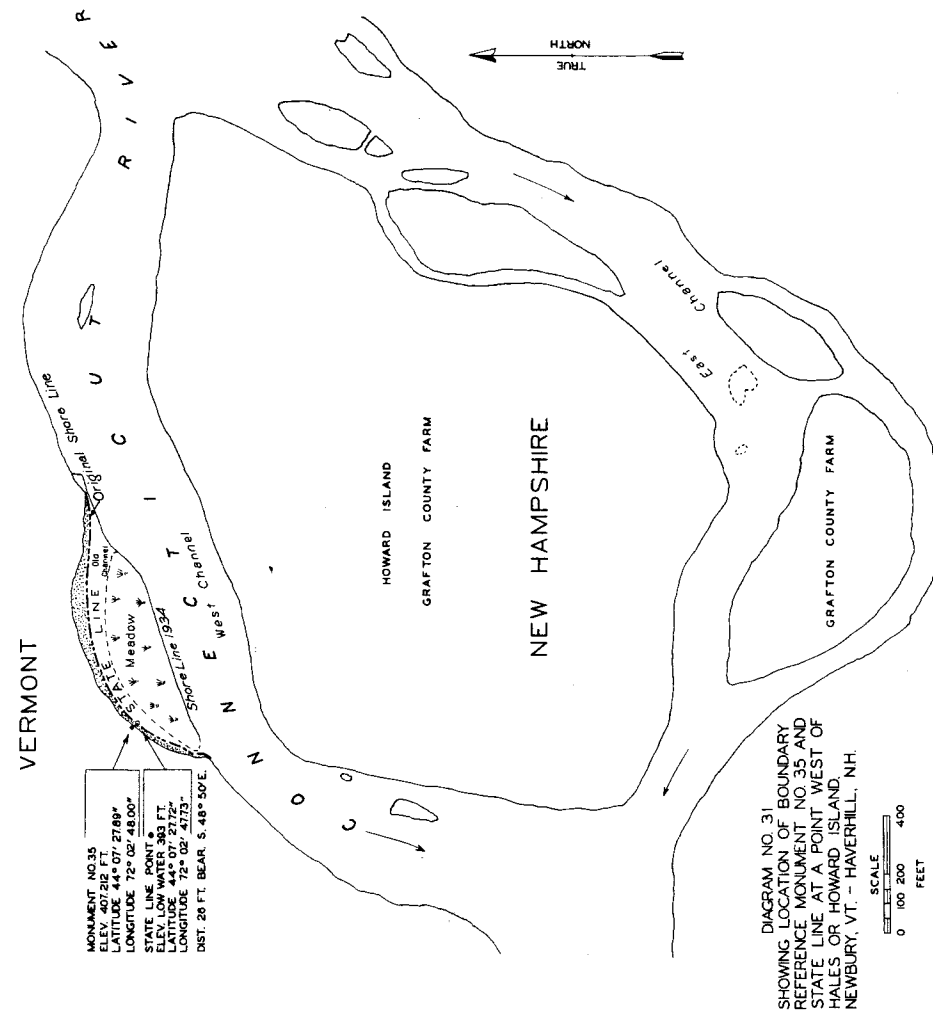 VERMONT
MONUMENT NO.35
ELEV. 407.212 FT.
LATITUDE 44° 07' 27.89"
LONGITUDE 72° 02' 48.00"
STATE LINE POINT
ELEV. LOW WATER 393 FT.
LATITUDE 44° 07' 27.72"
LONGITUDE 72° 02' 47.73"
DIST. 26 FT. BEAR. S. 48° 50' E.
STATE LINE
Old
Channel
Meadow
Shore Line 1934
Original Shore Line
CONNECTICUT RIVER
West Channel
HOWARD ISLAND
GRAFTON COUNTY FARM
NEW HAMPSHIRE
East Channel
GRAFTON COUNTY FARM
TRUE
NORTH
DIAGRAM NO. 31
SHOWING LOCATION OF BOUNDARY
REFERENCE MONUMENT NO. 35 AND
STATE LINE AT A POINT WEST OF
HALES OR HOWARD ISLAND.
NEWBURY, VT. - HAVERHILL, NH.
SCALE
0 100 200 400
FEET